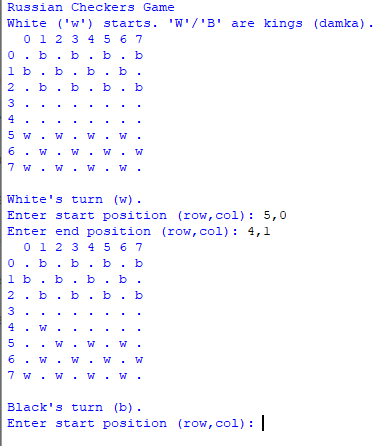 Russian Checkers Game
White ('w') starts. 'W'/'B' are kings (damka).
  0 1 2 3 4 5 6 7
0 . b . b . b . b
1 b . b . b . b .
2 . b . b . b . b
3 . . . . . . . .
4 . . . . . . . .
5 w . w . w . w .
6 . w . w . w . w
7 w . w . w . w .

White's turn (w).
Enter start position (row,col): 5,0
Enter end position (row,col): 4,1
  0 1 2 3 4 5 6 7
0 . b . b . b . b
1 b . b . b . b .
2 . b . b . b . b
3 . . . . . . . .
4 . w . . . . . .
5 . . w . w . w .
6 . w . w . w . w
7 w . w . w . w .

Black's turn (b).
Enter start position (row,col):